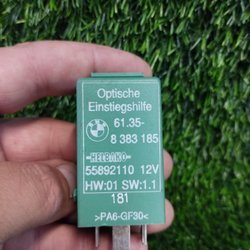 Optische
Einstiegshilfe
61.35-
8 383 185
HELBAKO
55892110 12V
HW:01 SW:1.1
181
>PA6-GF30<